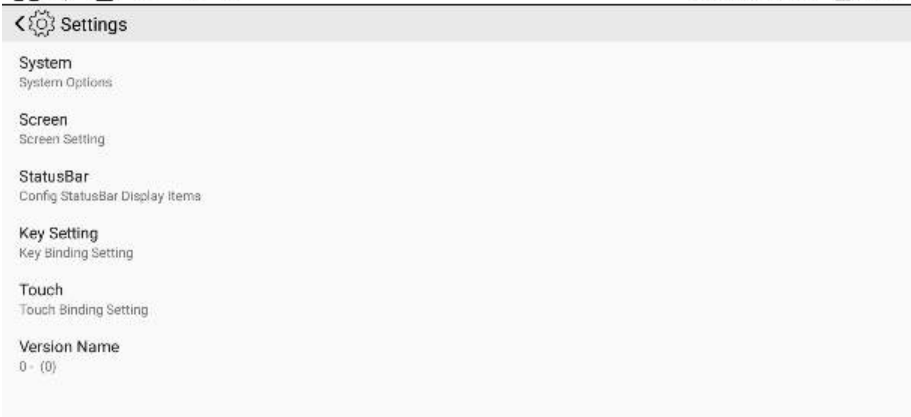 Settings
System
System Options
Screen
Screen Setting
StatusBar
Config StatusBar Display Items
Key Setting
Key Binding Setting
Touch
Touch Binding Setting
Version Name
0 - (0)